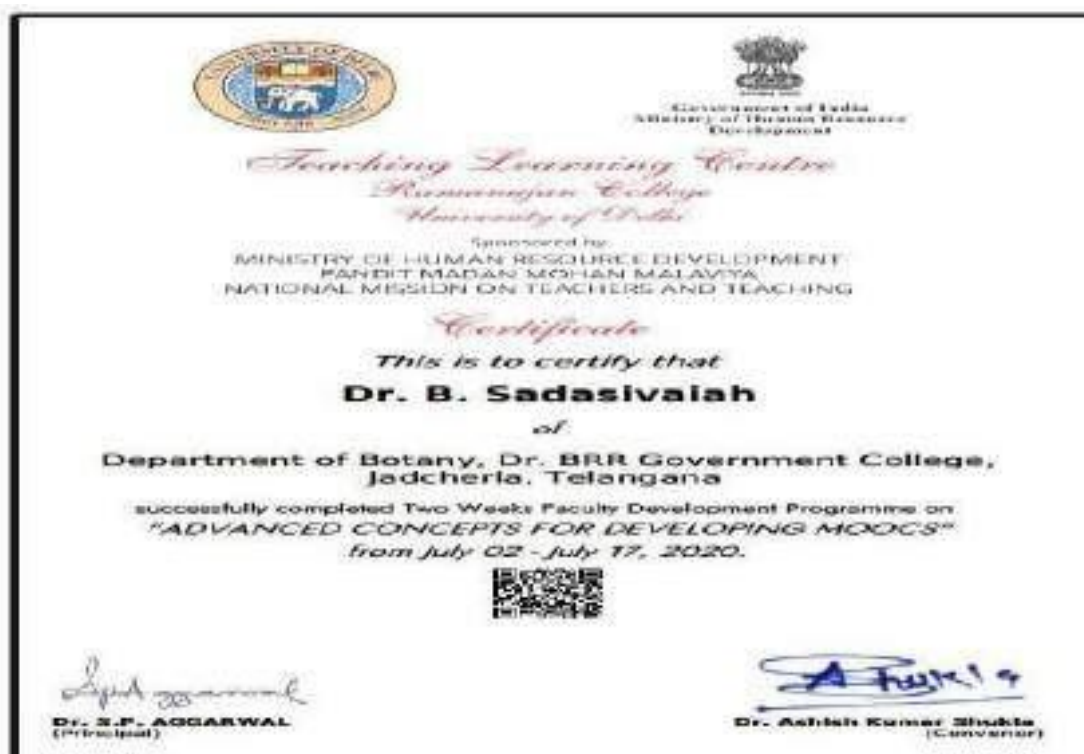 UNIVERSITY OF DELHI
Government of India
Ministry of Human Resource
Development
Teaching Learning Centre
Ramanujan College
University of Delhi
Sponsored by
MINISTRY OF HUMAN RESOURCE DEVELOPMENT
PANDIT MADAN MOHAN MALAVIYA
NATIONAL MISSION ON TEACHERS AND TEACHING
Certificate
This is to certify that
Dr. B. Sadasivaiah
of
Department of Botany, Dr. BRR Government College,
Jadcherla, Telangana
successfully completed Two Weeks Faculty Development Programme on
"ADVANCED CONCEPTS FOR DEVELOPING MOOCS"
from July 02 - July 17, 2020.
Dr. S.P. AGGARWAL
(Principal)
AShukla
Dr. Ashish Kumar Shukla
(Convenor)